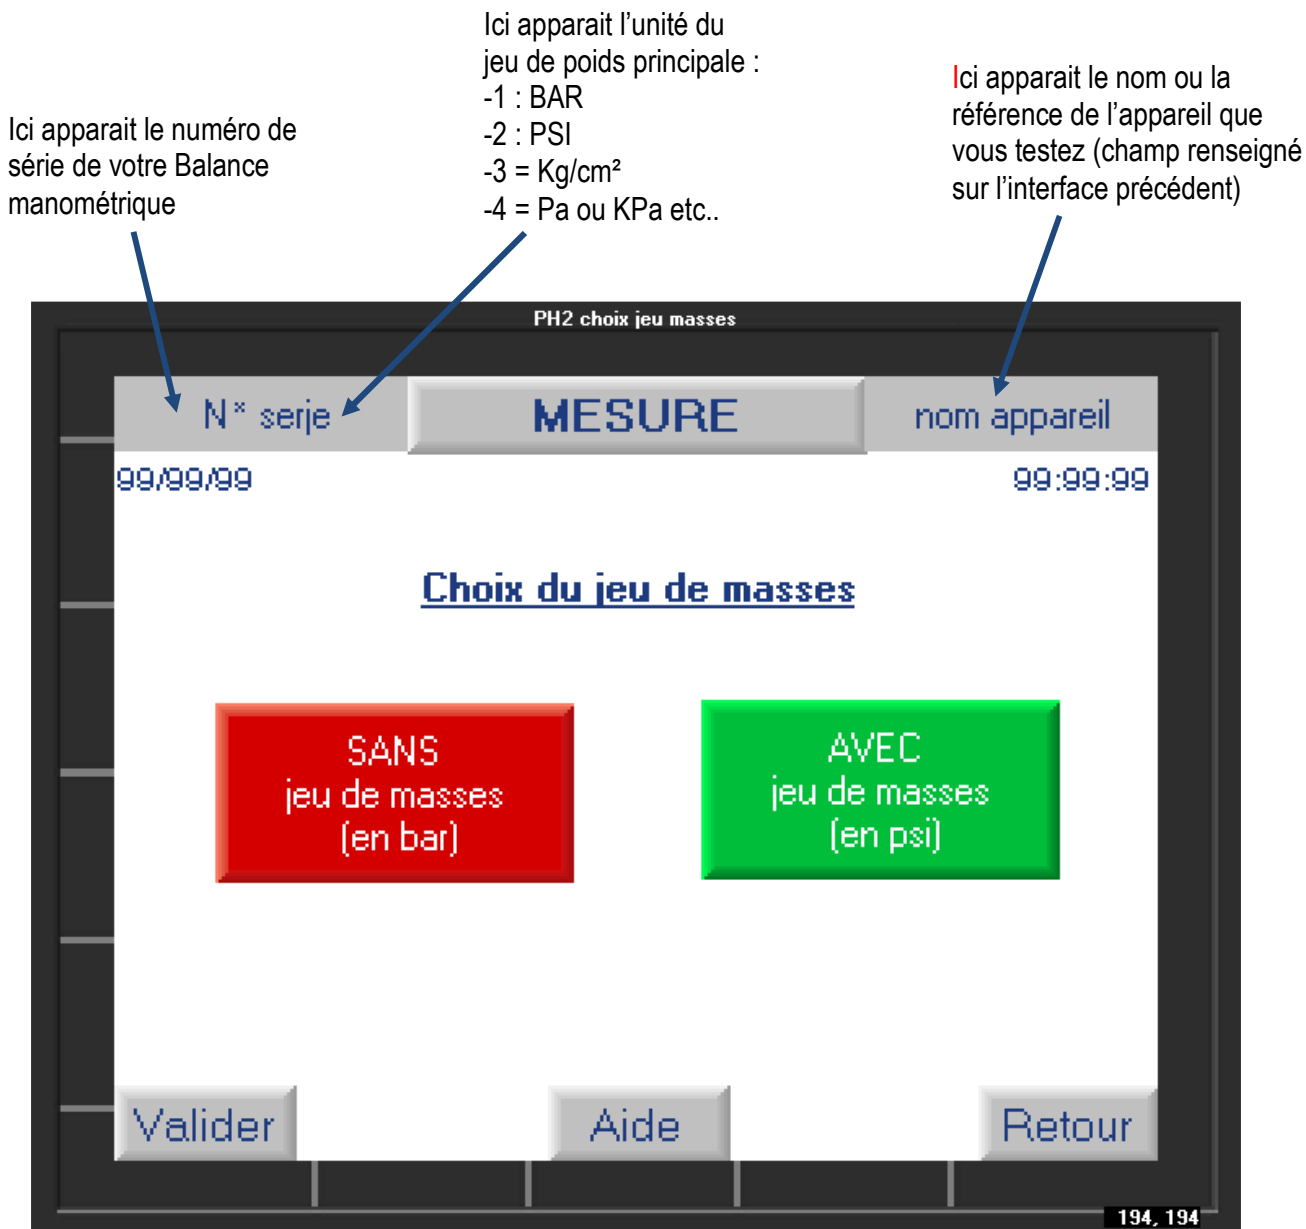 Ici apparait l’unité du
jeu de poids principale :
-1 : BAR
-2 : PSI
-3 = Kg/cm²
-4 = Pa ou KPa etc..
Ici apparait le nom ou la
référence de l’appareil que
vous testez (champ renseigné
sur l’interface précédent)
Ici apparait le numéro de
série de votre Balance
manométrique
PH2 choix jeu masses
N* serie
MESURE
nom appareil
99/99/99
99:99:99
Choix du jeu de masses
SANS
jeu de masses
(en bar)
AVEC
jeu de masses
(en psi)
Valider
Aide
Retour
194, 194